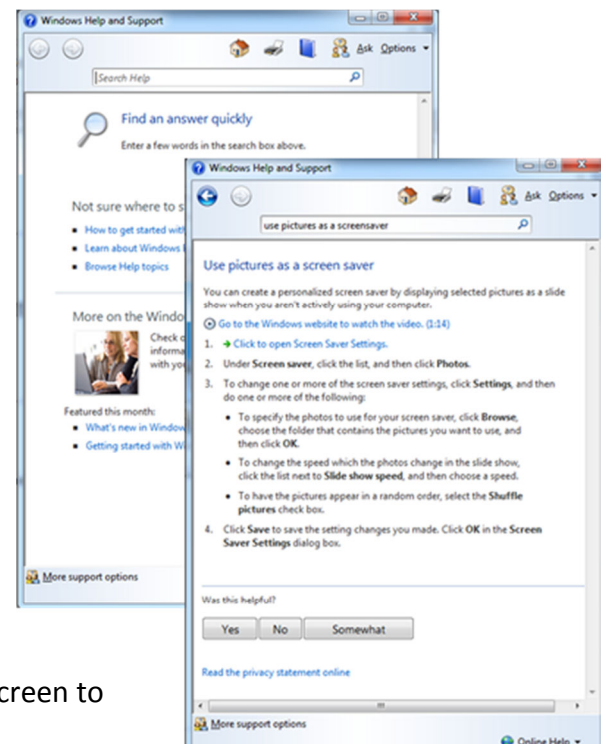 Windows Help and Support
Ask Options
Search Help
Find an answer quickly
Enter a few words in the search box above.
Not sure where to s
How to get started with
Learn about Windows
Browse Help topics
More on the Windo
Check o
informa
with you
Featured this month:
What's new in Window
Getting started with Wi
More support options
Windows Help and Support
Ask Options
use pictures as a screensaver
Use pictures as a screen saver
You can create a personalized screen saver by displaying selected pictures as a slide
show when you aren't actively using your computer.
Go to the Windows website to watch the video. (1:14)
1. Click to open Screen Saver Settings.
2. Under Screen saver, click the list, and then click Photos.
3. To change one or more of the screen saver settings, click Settings, and then
do one or more of the following:
• To specify the photos to use for your screen saver, click Browse,
choose the folder that contains the pictures you want to use, and
then click OK.
• To change the speed which the photos change in the slide show,
click the list next to Slide show speed, and then choose a speed.
• To have the pictures appear in a random order, select the Shuffle
pictures check box.
4. Click Save to save the setting changes you made. Click OK in the Screen
Saver Settings dialog box.
Was this helpful?
Yes No Somewhat
Read the privacy statement online
More support options
Online Help
creen to